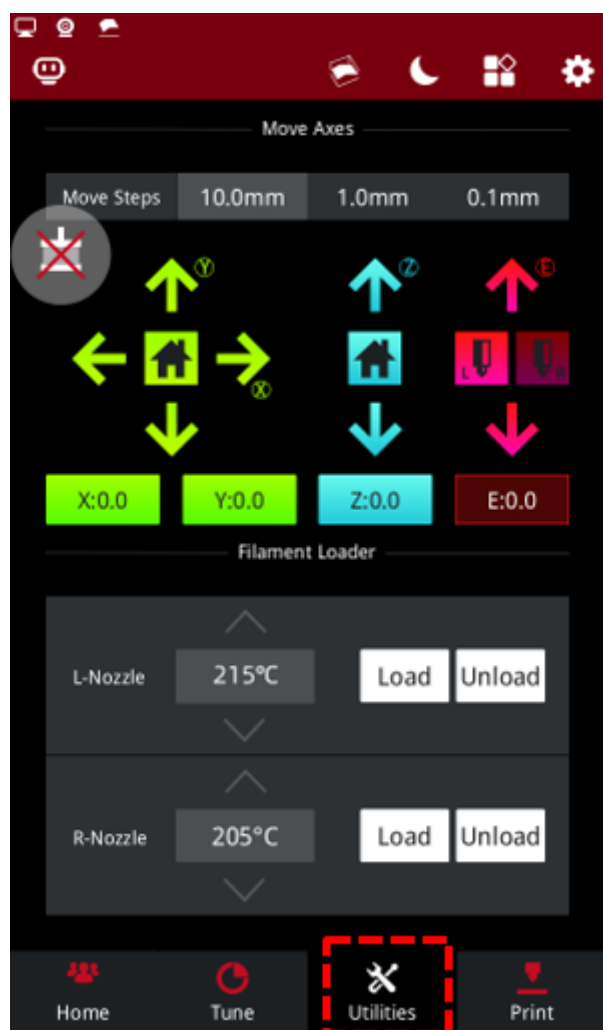 Move Axes
Move Steps 10.0mm 1.0mm 0.1mm
Y Z E
L R
X
X:0.0 Y:0.0 Z:0.0 E:0.0
Filament Loader
L-Nozzle 215℃ Load Unload
R-Nozzle 205°C Load Unload
Home Tune Utilities Print